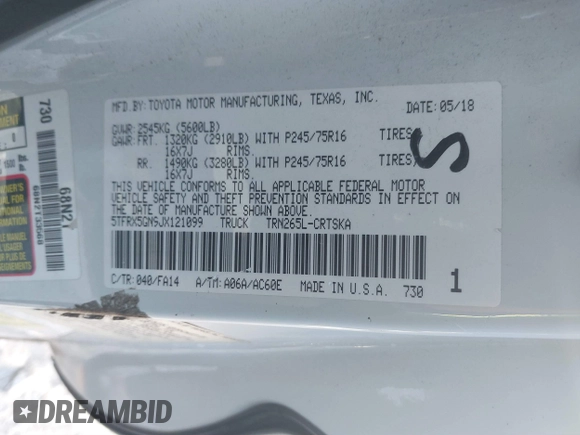 MFD.BY:TOYOTA MOTOR MANUFACTURING, TEXAS, INC.
DATE: 05/18
GVWR: 2545KG (5600LB)
GAWR:FRT. 1320KG (2910LB) WITH P245/75R16 TIRES,
16X7J RIMS.
RR. 1490KG (3280LB) WITH P245/75R16 TIRES,
16X7J RIMS.
THIS VEHICLE CONFORMS TO ALL APPLICABLE FEDERAL MOTOR
VEHICLE SAFETY AND THEFT PREVENTION STANDARDS IN EFFECT ON
THE DATE OF MANUFACTURE SHOWN ABOVE.
5TFRX5GN9JX121099 TRUCK TRN265L-CRTSKA
C/TR: 040/FA14 A/TM: A06A/AC60E MADE IN U.S.A. 730 1
S
730
68N21
68N2133568
DREAMBID